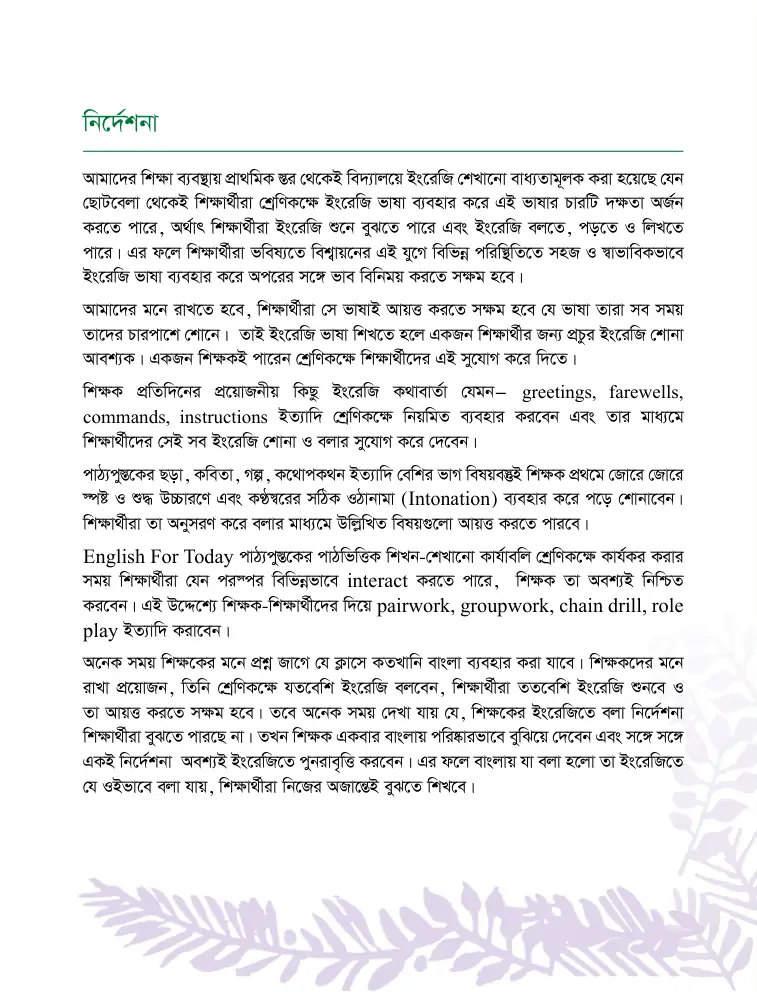 নির্দেশনা
আমাদের শিক্ষা ব্যবস্থায় প্রাথমিক স্তর থেকেই বিদ্যালয়ে ইংরেজি শেখানো বাধ্যতামূলক করা হয়েছে যেন
ছোটবেলা থেকেই শিক্ষার্থীরা শ্রেণিকক্ষে ইংরেজি ভাষা ব্যবহার করে এই ভাষার চারটি দক্ষতা অর্জন
করতে পারে, অর্থাৎ শিক্ষার্থীরা ইংরেজি শুনে বুঝতে পারে এবং ইংরেজি বলতে, পড়তে ও লিখতে
পারে। এর ফলে শিক্ষার্থীরা ভবিষ্যতে বিশ্বায়নের এই যুগে বিভিন্ন পরিস্থিতিতে সহজ ও স্বাভাবিকভাবে
ইংরেজি ভাষা ব্যবহার করে অপরের সঙ্গে ভাব বিনিময় করতে সক্ষম হবে।
আমাদের মনে রাখতে হবে, শিক্ষার্থীরা সে ভাষাই আয়ত্ত করতে সক্ষম হবে যে ভাষা তারা সব সময়
তাদের চারপাশে শোনে। তাই ইংরেজি ভাষা শিখতে হলে একজন শিক্ষার্থীর জন্য প্রচুর ইংরেজি শোনা
আবশ্যক। একজন শিক্ষকই পারেন শ্রেণিকক্ষে শিক্ষার্থীদের এই সুযোগ করে দিতে।
শিক্ষক প্রতিদিনের প্রয়োজনীয় কিছু ইংরেজি কথাবার্তা যেমন– greetings, farewells,
commands, instructions ইত্যাদি শ্রেণিকক্ষে নিয়মিত ব্যবহার করবেন এবং তার মাধ্যমে
শিক্ষার্থীদের সেই সব ইংরেজি শোনা ও বলার সুযোগ করে দেবেন।
পাঠ্যপুস্তকের ছড়া, কবিতা, গল্প, কথোপকথন ইত্যাদি বেশির ভাগ বিষয়বস্তুই শিক্ষক প্রথমে জোরে জোরে
স্পষ্ট ও শুদ্ধ উচ্চারণে এবং কণ্ঠস্বরের সঠিক ওঠানামা (Intonation) ব্যবহার করে পড়ে শোনাবেন।
শিক্ষার্থীরা তা অনুসরণ করে বলার মাধ্যমে উল্লিখিত বিষয়গুলো আয়ত্ত করতে পারবে।
English For Today পাঠ্যপুস্তকের পাঠভিত্তিক শিখন-শেখানো কার্যাবলি শ্রেণিকক্ষে কার্যকর করার
সময় শিক্ষার্থীরা যেন পরস্পর বিভিন্নভাবে interact করতে পারে, শিক্ষক তা অবশ্যই নিশ্চিত
করবেন। এই উদ্দেশ্যে শিক্ষক-শিক্ষার্থীদের দিয়ে pairwork, groupwork, chain drill, role
play ইত্যাদি করাবেন।
অনেক সময় শিক্ষকের মনে প্রশ্ন জাগে যে ক্লাসে কতখানি বাংলা ব্যবহার করা যাবে। শিক্ষকদের মনে
রাখা প্রয়োজন, তিনি শ্রেণিকক্ষে যতবেশি ইংরেজি বলবেন, শিক্ষার্থীরা ততবেশি ইংরেজি শুনবে ও
তা আয়ত্ত করতে সক্ষম হবে। তবে অনেক সময় দেখা যায় যে, শিক্ষকের ইংরেজিতে বলা নির্দেশনা
শিক্ষার্থীরা বুঝতে পারছে না। তখন শিক্ষক একবার বাংলায় পরিষ্কারভাবে বুঝিয়ে দেবেন এবং সঙ্গে সঙ্গে
একই নির্দেশনা অবশ্যই ইংরেজিতে পুনরাবৃত্তি করবেন। এর ফলে বাংলায় যা বলা হলো তা ইংরেজিতে
যে ওইভাবে বলা যায়, শিক্ষার্থীরা নিজের অজান্তেই বুঝতে শিখবে।